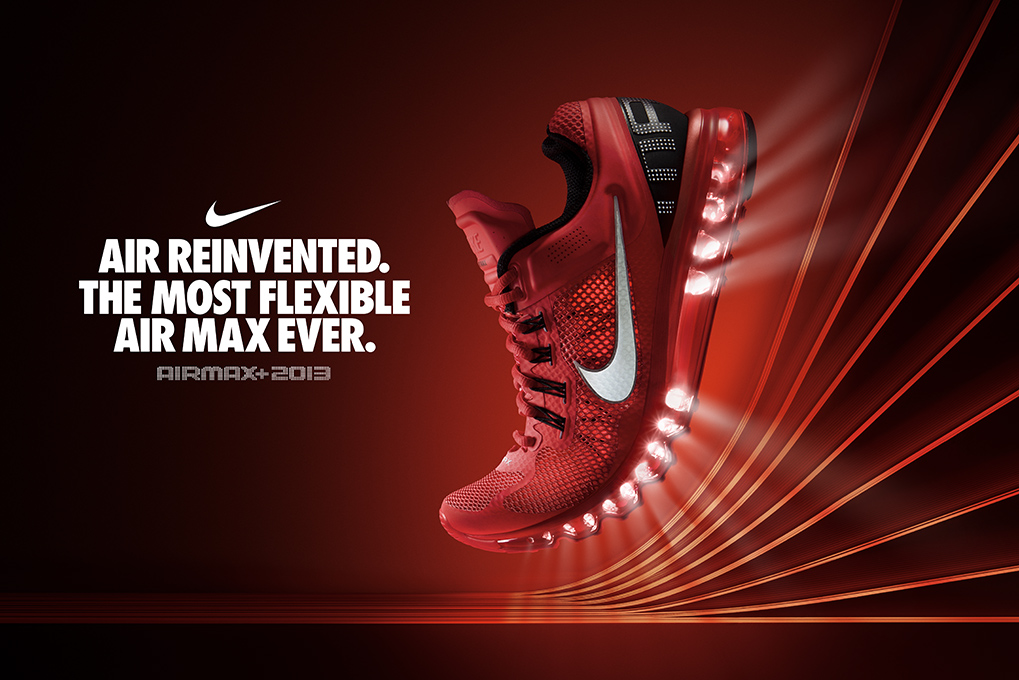 AIR REINVENTED.
THE MOST FLEXIBLE
AIR MAX EVER.
AIRMAX+ 2013